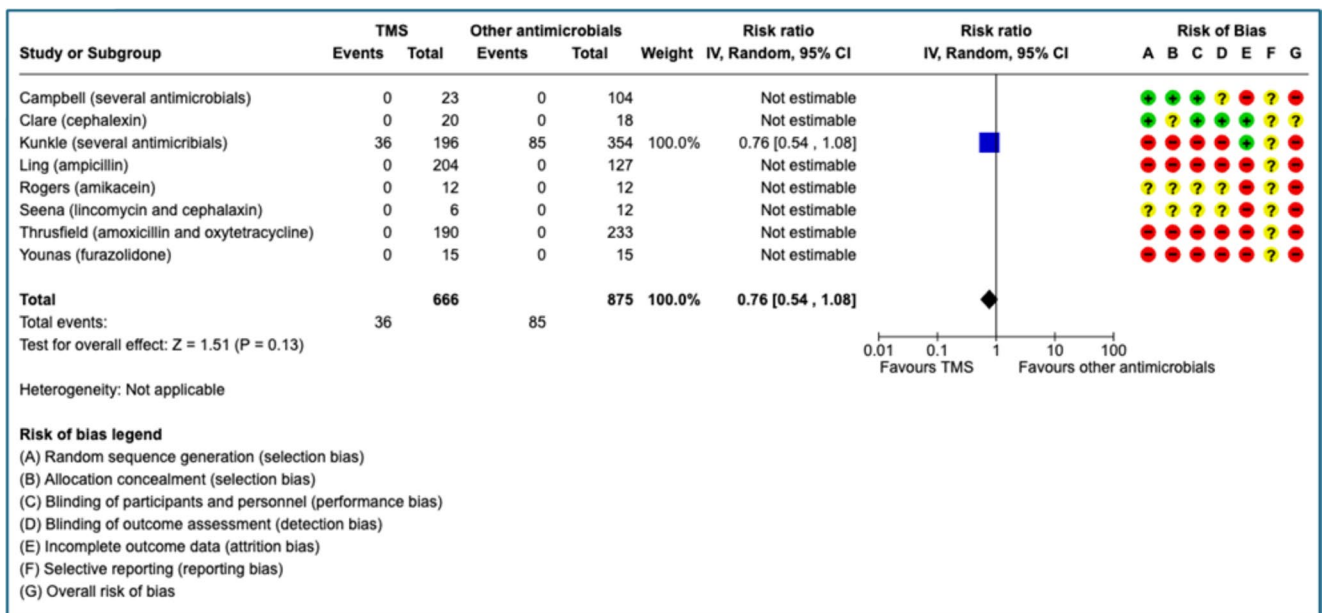 TMS Other antimicrobials Risk ratio Risk ratio Risk of Bias
Study or Subgroup Events Total Events Total Weight IV, Random, 95% CI IV, Random, 95% CI A B C D E F G
Campbell (several antimicrobials) 0 23 0 104 Not estimable + + + ? − ? −
Clare (cephalexin) 0 20 0 18 Not estimable + ? + + + ? ?
Kunkle (several antimicribials) 36 196 85 354 100.0% 0.76 [0.54 , 1.08] − − − − + ? −
Ling (ampicillin) 0 204 0 127 Not estimable − − − − − ? −
Rogers (amikacein) 0 12 0 12 Not estimable ? ? ? ? − ? −
Seena (lincomycin and cephalaxin) 0 6 0 12 Not estimable ? ? ? ? − ? −
Thrusfield (amoxicillin and oxytetracycline) 0 190 0 233 Not estimable − − − − − ? −
Younas (furazolidone) 0 15 0 15 Not estimable − − − − − ? −
Total 666 875 100.0% 0.76 [0.54 , 1.08]
Total events: 36 85
Test for overall effect: Z = 1.51 (P = 0.13)
0.01 0.1 1 10 100
Favours TMS Favours other antimicrobials
Heterogeneity: Not applicable
Risk of bias legend
(A) Random sequence generation (selection bias)
(B) Allocation concealment (selection bias)
(C) Blinding of participants and personnel (performance bias)
(D) Blinding of outcome assessment (detection bias)
(E) Incomplete outcome data (attrition bias)
(F) Selective reporting (reporting bias)
(G) Overall risk of bias